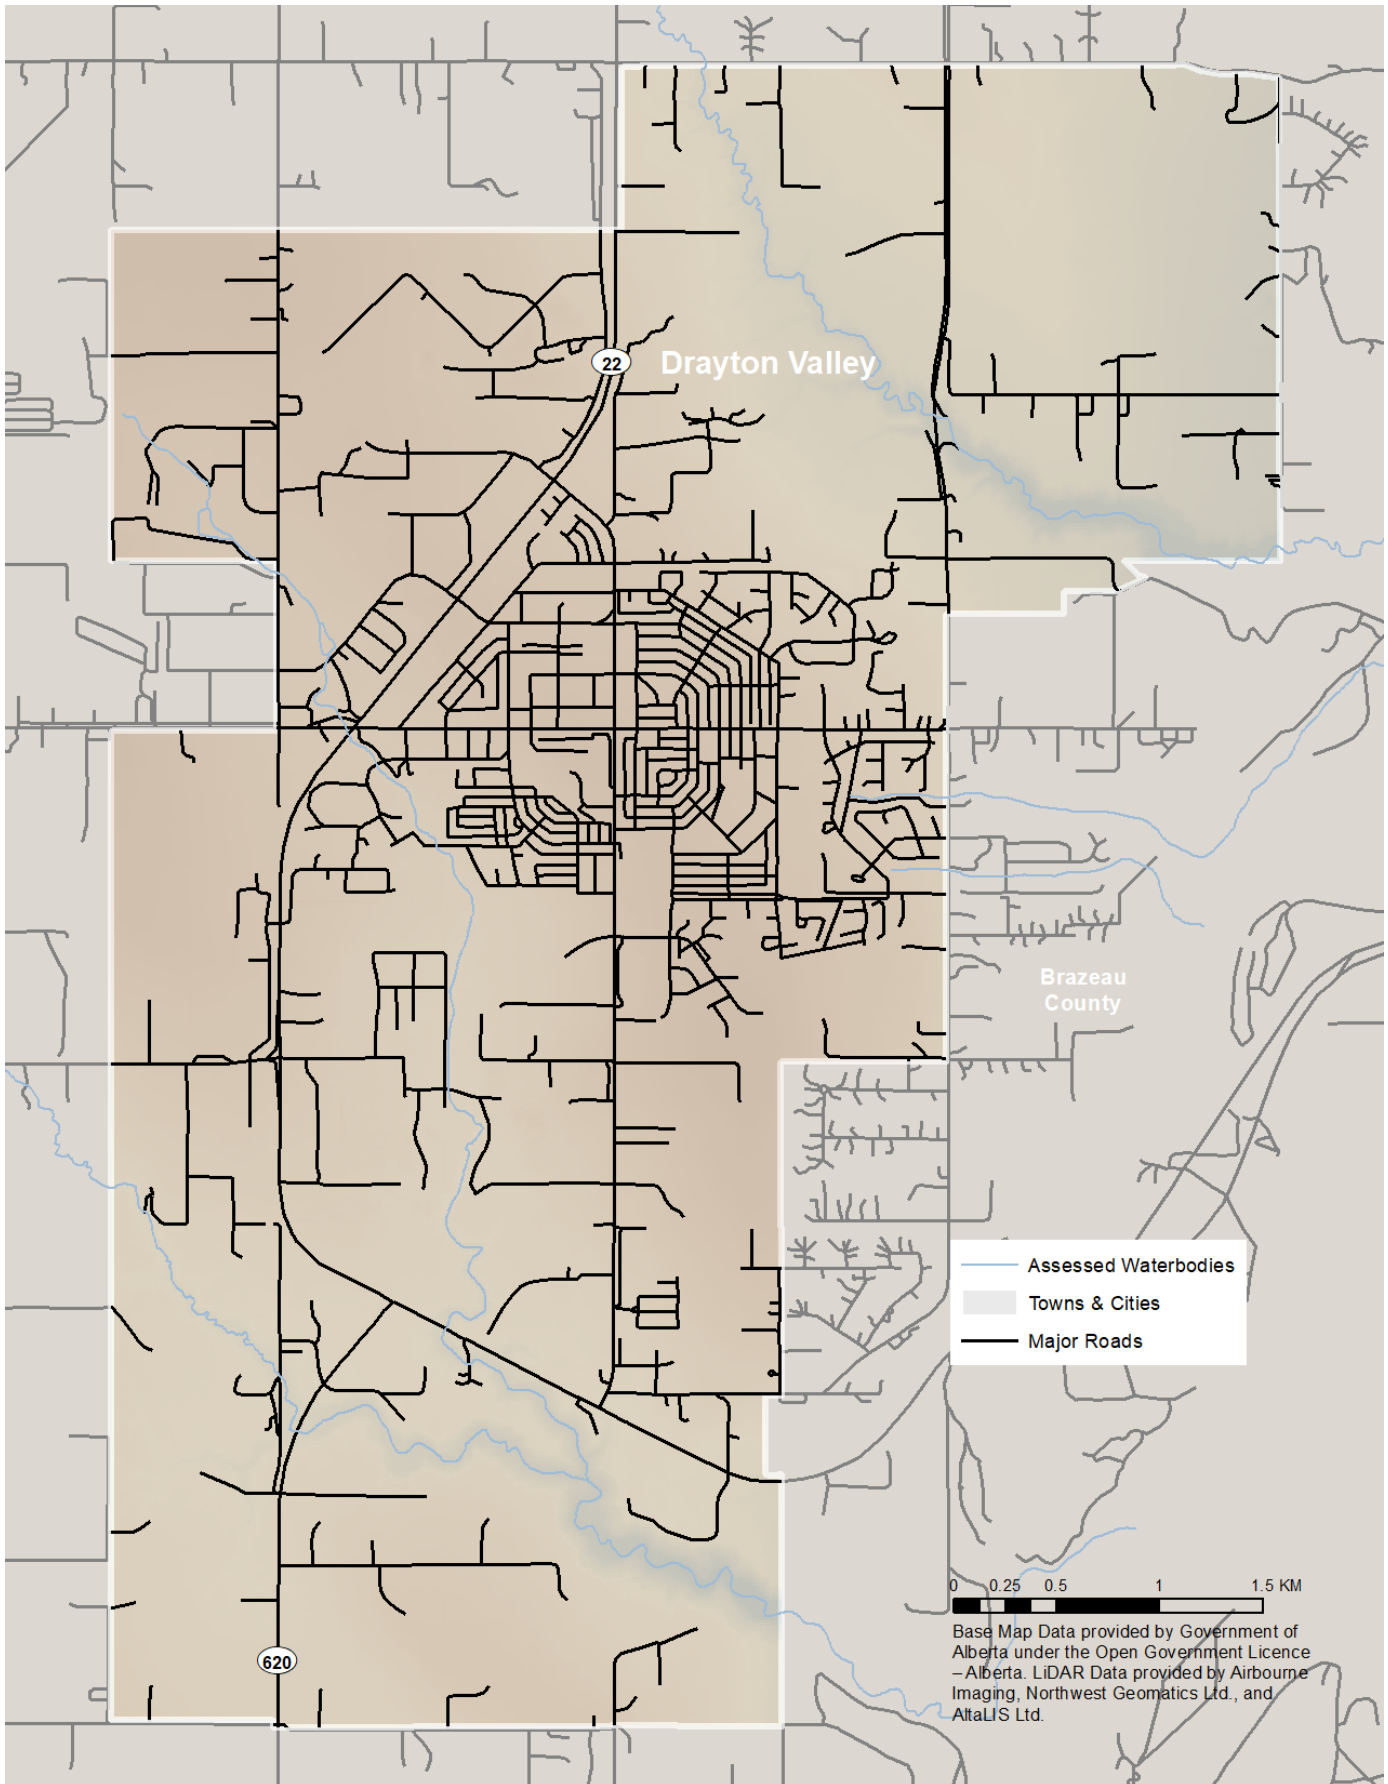 22
Drayton Valley
Brazeau
County
Assessed Waterbodies
Towns & Cities
Major Roads
0 0.25 0.5 1 1.5 KM
Base Map Data provided by Government of
Alberta under the Open Government Licence
– Alberta. LiDAR Data provided by Airbourne
Imaging, Northwest Geomatics Ltd., and
AltaLIS Ltd.
620